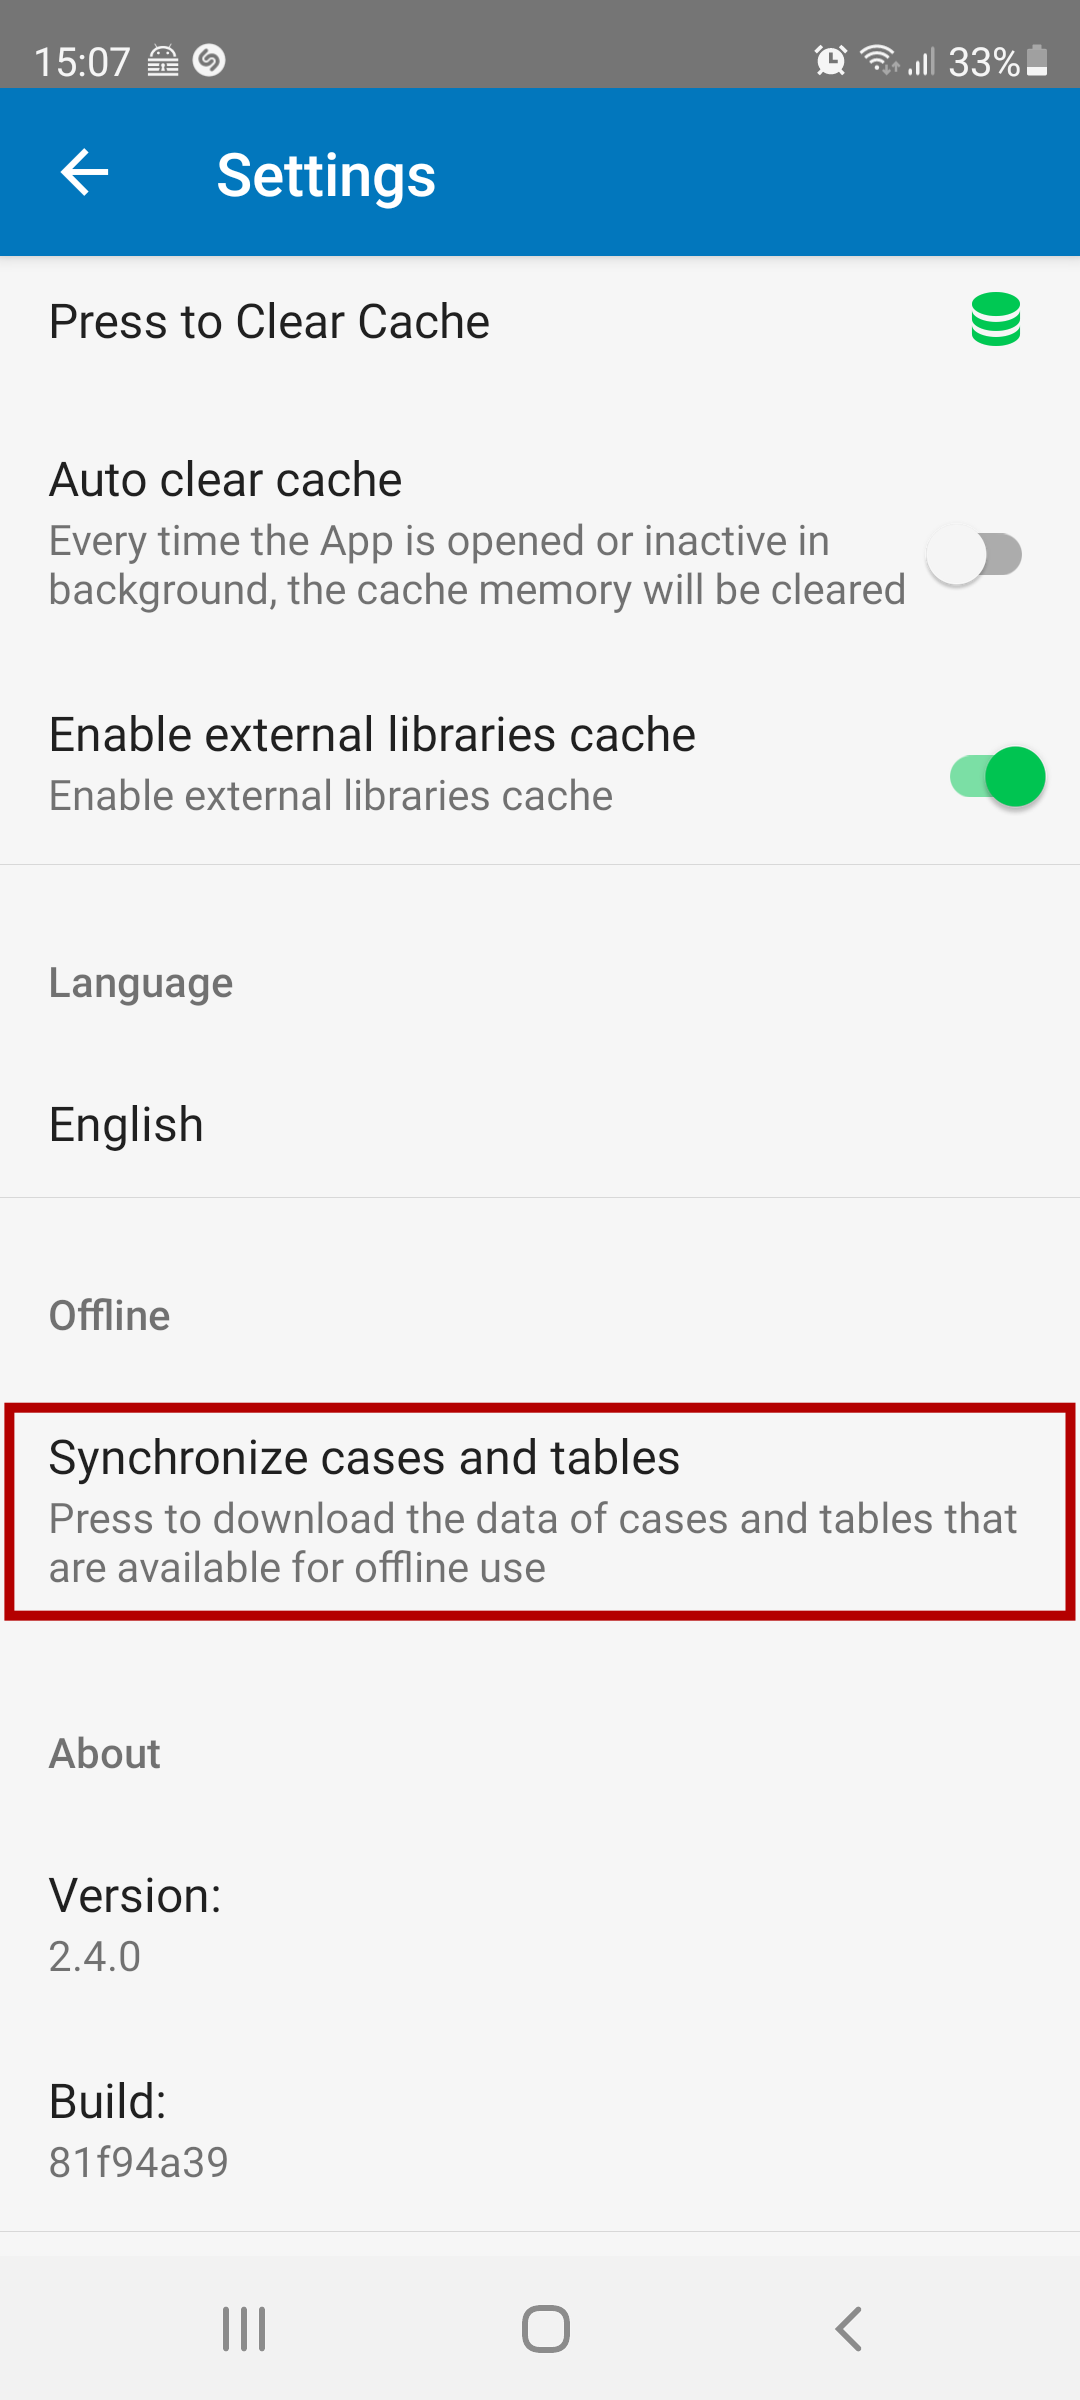 15:07
33%
Settings
Press to Clear Cache
Auto clear cache
Every time the App is opened or inactive in
background, the cache memory will be cleared
Enable external libraries cache
Enable external libraries cache
Language
English
Offline
Synchronize cases and tables
Press to download the data of cases and tables that
are available for offline use
About
Version:
2.4.0
Build:
81f94a39